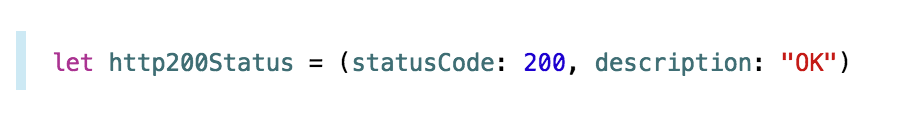 let http200Status = (statusCode: 200, description: "OK")